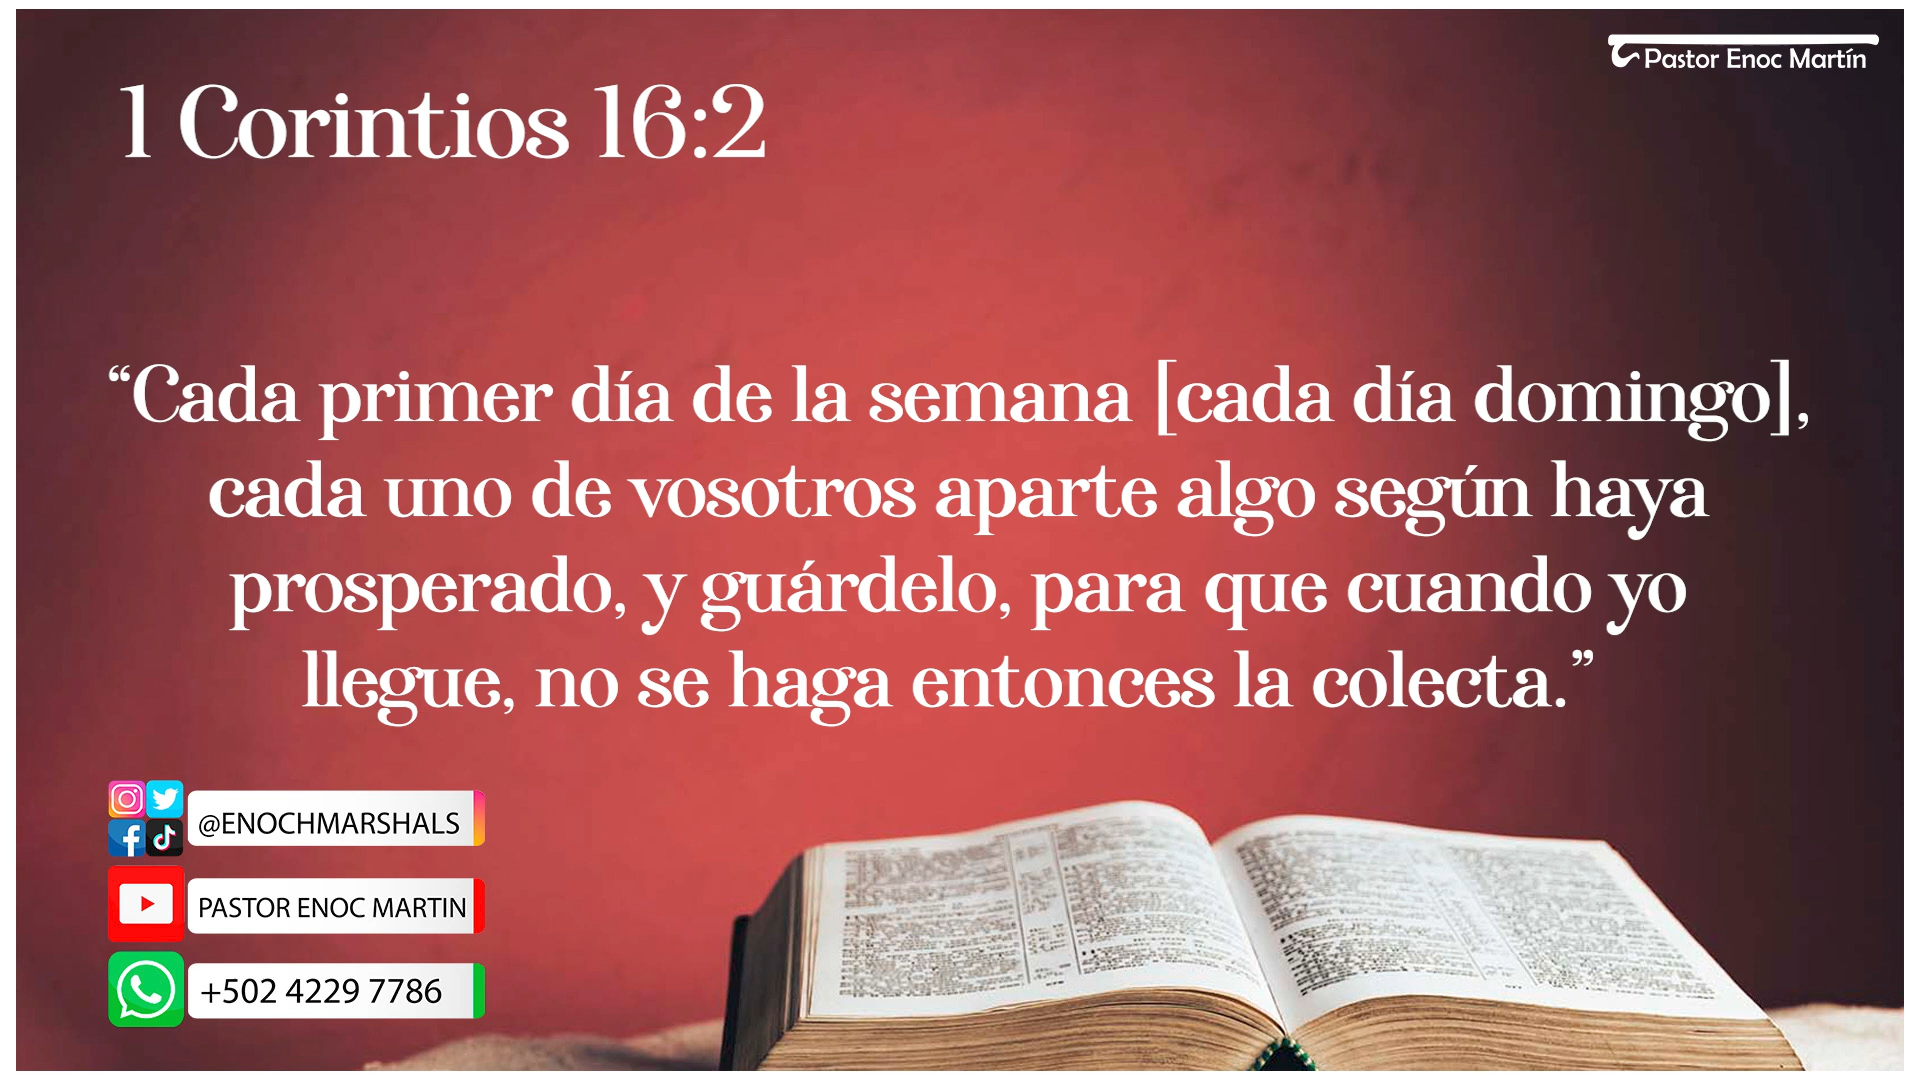 Pastor Enoc Martín
1 Corintios 16:2
“Cada primer día de la semana [cada día domingo],
cada uno de vosotros aparte algo según haya
prosperado, y guárdelo, para que cuando yo
llegue, no se haga entonces la colecta.”
@ENOCHMARSHALS
PASTOR ENOC MARTIN
+502 4229 7786